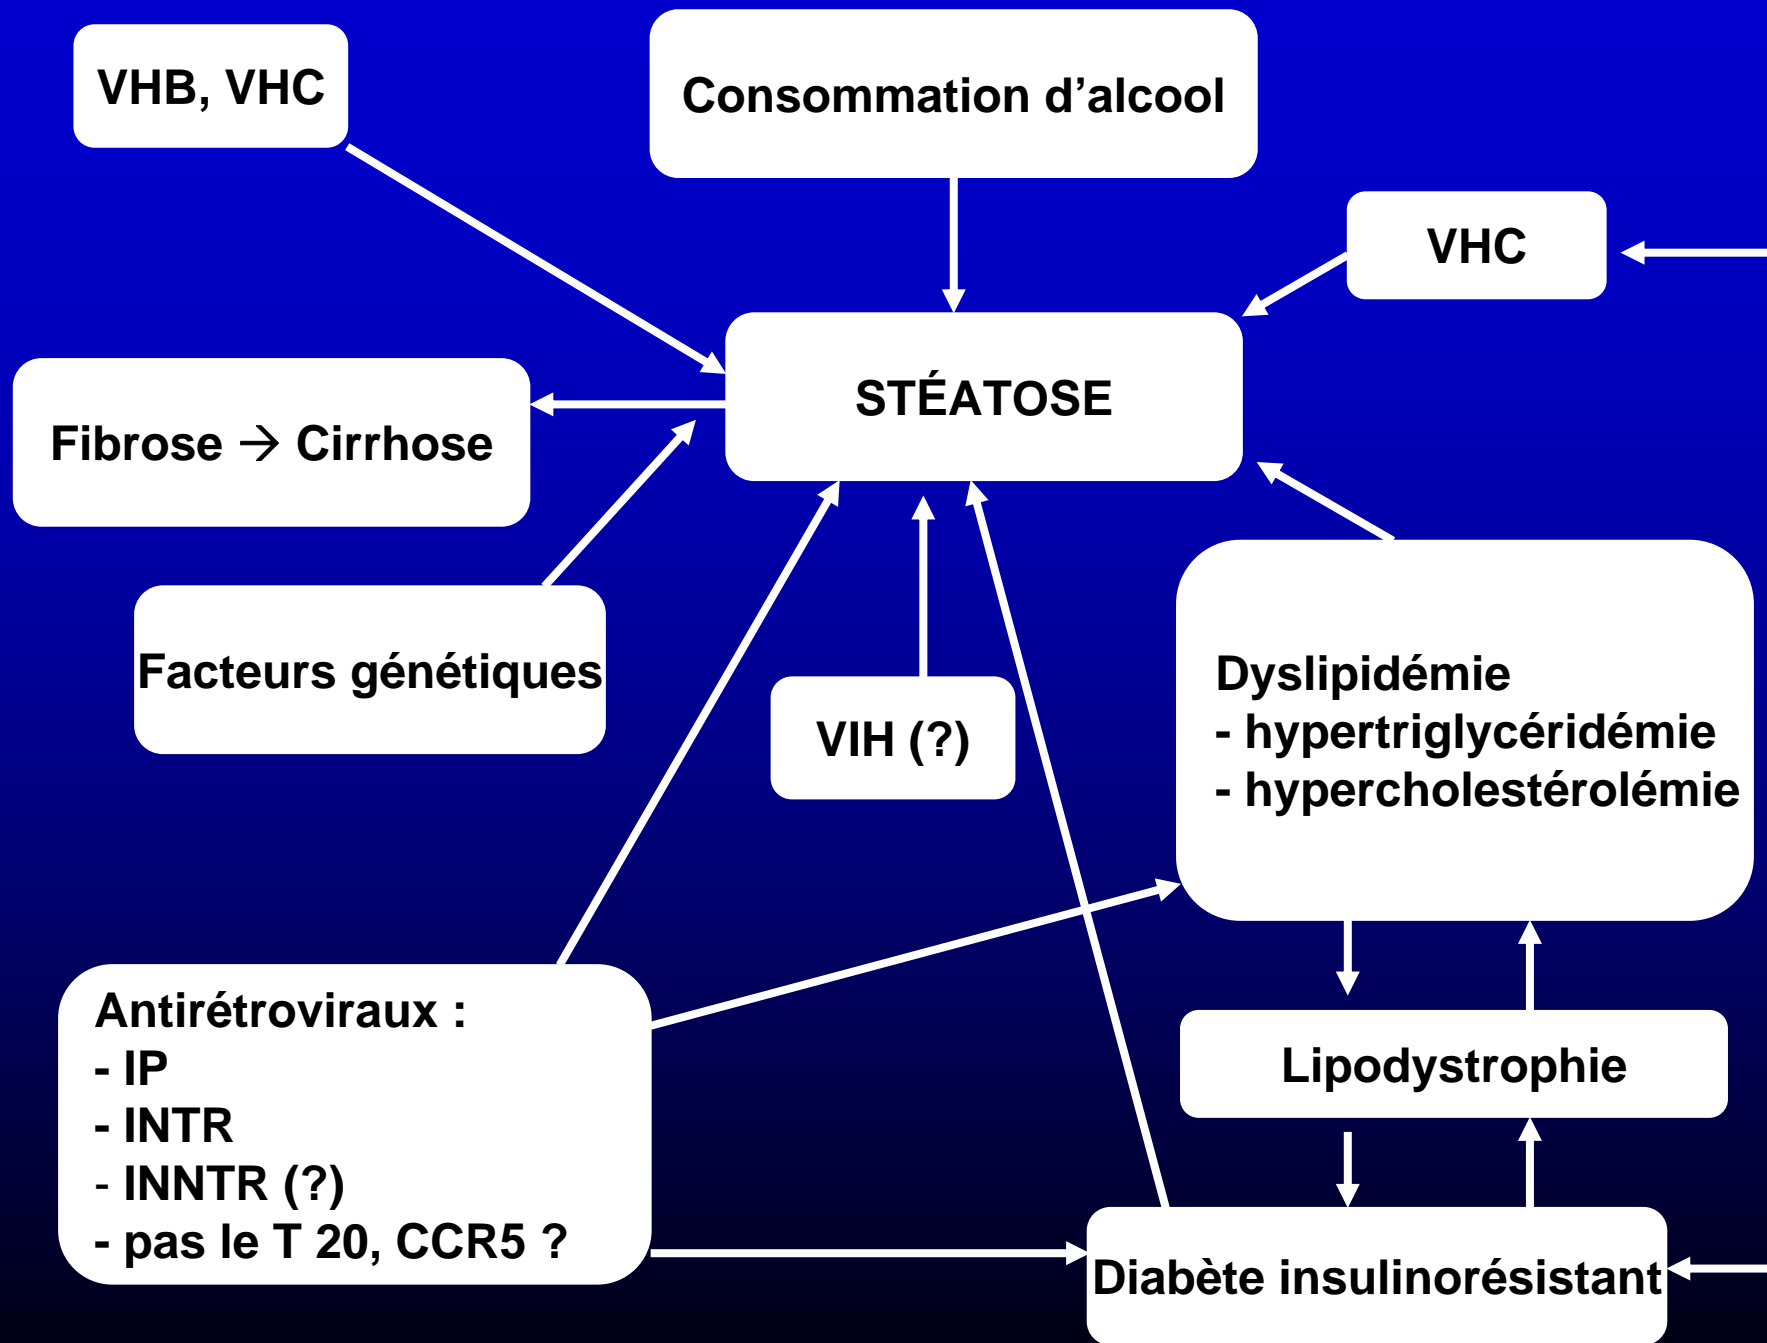 VHB, VHC
Consommation d’alcool
VHC
STÉATOSE
Fibrose → Cirrhose
Facteurs génétiques
VIH (?)
Dyslipidémie
- hypertriglycéridémie
- hypercholestérolémie
Antirétroviraux :
- IP
- INTR
- INNTR (?)
- pas le T 20, CCR5 ?
Lipodystrophie
Diabète insulinorésistant